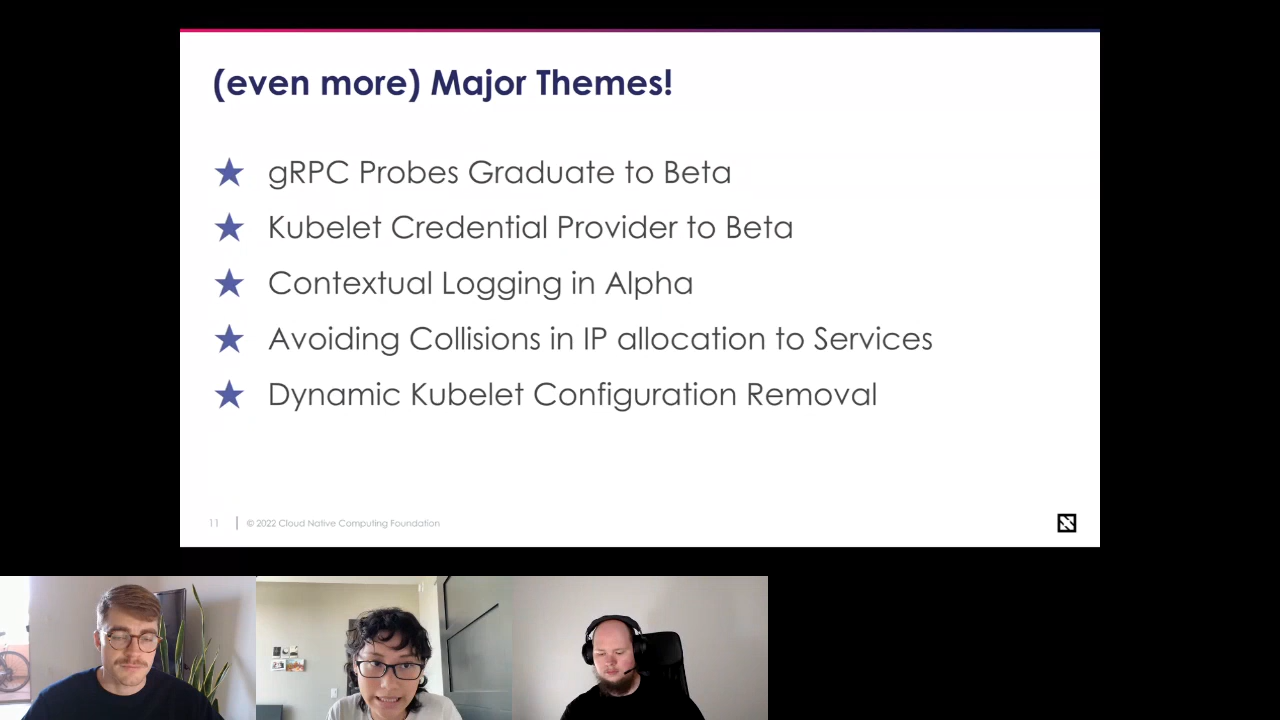 (even more) Major Themes!
gRPC Probes Graduate to Beta
Kubelet Credential Provider to Beta
Contextual Logging in Alpha
Avoiding Collisions in IP allocation to Services
Dynamic Kubelet Configuration Removal
11
© 2022 Cloud Native Computing Foundation